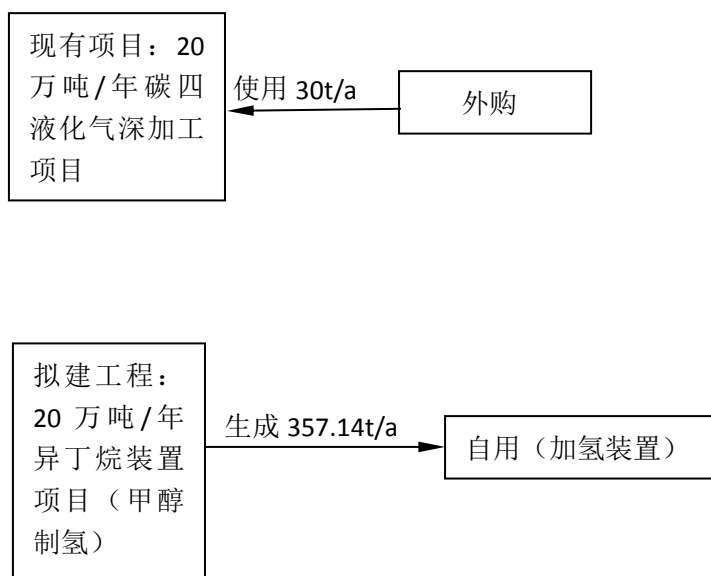 现有项目：20
万吨/年碳四
液化气深加工
项目
使用 30t/a
外购
拟建工程：
20 万吨/年
异丁烷装置
项目（甲醇
制氢）
生成 357.14t/a
自用（加氢装置）